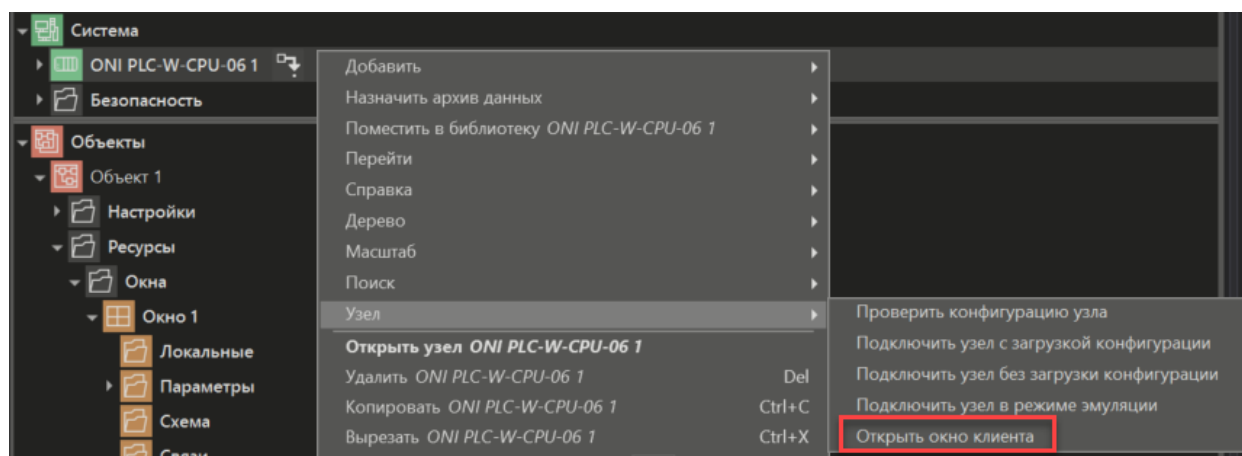 Система
ONI PLC-W-CPU-06 1
Безопасность
Объекты
Объект 1
Настройки
Ресурсы
Окна
Окно 1
Локальные
Параметры
Схема
Связи
Добавить
Назначить архив данных
Поместить в библиотеку ONI PLC-W-CPU-06 1
Перейти
Справка
Дерево
Масштаб
Поиск
Узел
Открыть узел ONI PLC-W-CPU-06 1
Удалить ONI PLC-W-CPU-06 1 Del
Копировать ONI PLC-W-CPU-06 1 Ctrl+C
Вырезать ONI PLC-W-CPU-06 1 Ctrl+X
Проверить конфигурацию узла
Подключить узел с загрузкой конфигурации
Подключить узел без загрузки конфигурации
Подключить узел в режиме эмуляции
Открыть окно клиента